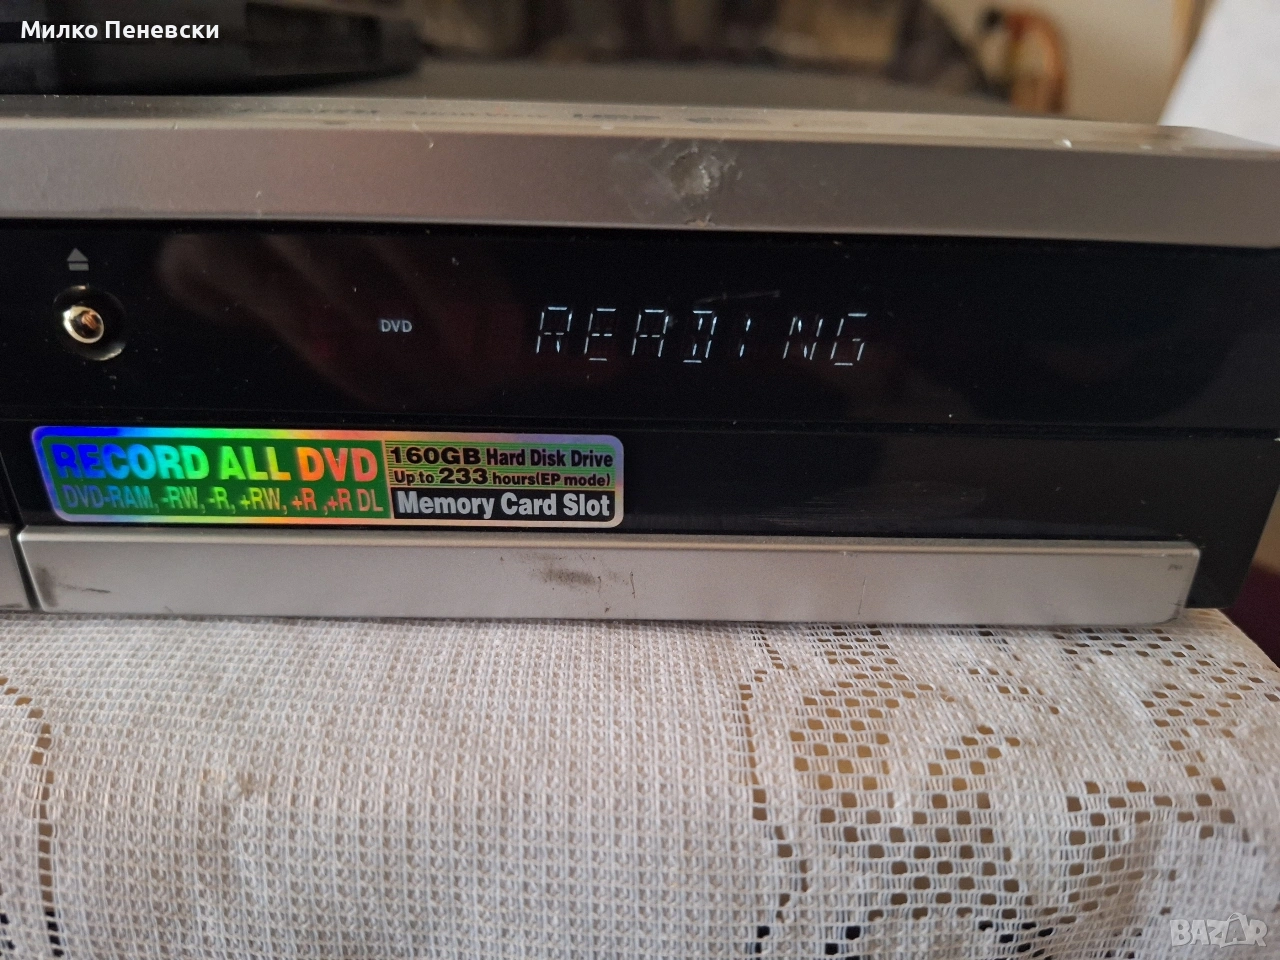 Милко Пеневски
DVD
READING
RECORD ALL DVD
DVD-RAM, -RW, -R, +RW, +R ,+R DL
160GB Hard Disk Drive
Up to 233 hours(EP mode)
Memory Card Slot
BAZAR